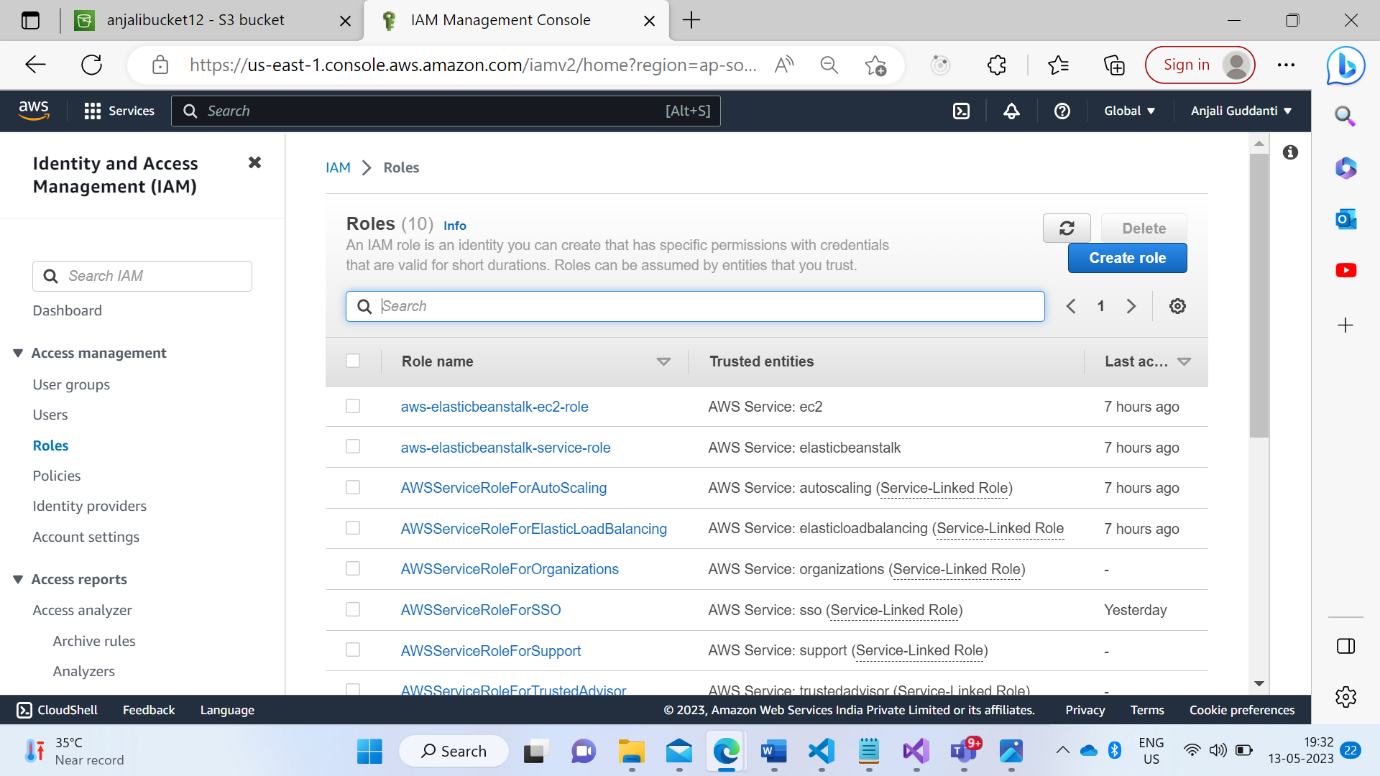 anjalibucket12 - S3 bucket
IAM Management Console
https://us-east-1.console.aws.amazon.com/iamv2/home?region=ap-so...
Sign in
aws
Services
Search
[Alt+S]
Global
Anjali Guddanti
Identity and Access
Management (IAM)
Search IAM
Dashboard
Access management
User groups
Users
Roles
Policies
Identity providers
Account settings
Access reports
Access analyzer
Archive rules
Analyzers
IAM > Roles
Roles (10) Info
An IAM role is an identity you can create that has specific permissions with credentials
that are valid for short durations. Roles can be assumed by entities that you trust.
Delete
Create role
Search
1
Role name Trusted entities Last ac...
aws-elasticbeanstalk-ec2-role AWS Service: ec2 7 hours ago
aws-elasticbeanstalk-service-role AWS Service: elasticbeanstalk 7 hours ago
AWSServiceRoleForAutoScaling AWS Service: autoscaling (Service-Linked Role) 7 hours ago
AWSServiceRoleForElasticLoadBalancing AWS Service: elasticloadbalancing (Service-Linked Role 7 hours ago
AWSServiceRoleForOrganizations AWS Service: organizations (Service-Linked Role) -
AWSServiceRoleForSSO AWS Service: sso (Service-Linked Role) Yesterday
AWSServiceRoleForSupport AWS Service: support (Service-Linked Role) -
AWSServiceRoleForTrustedAdvisor AWS Service: trustedadvisor (Service-Linked Role) -
CloudShell Feedback Language
© 2023, Amazon Web Services India Private Limited or its affiliates. Privacy Terms Cookie preferences
35°C
Near record
Search
9+
ENG
US
19:32
13-05-2023
22